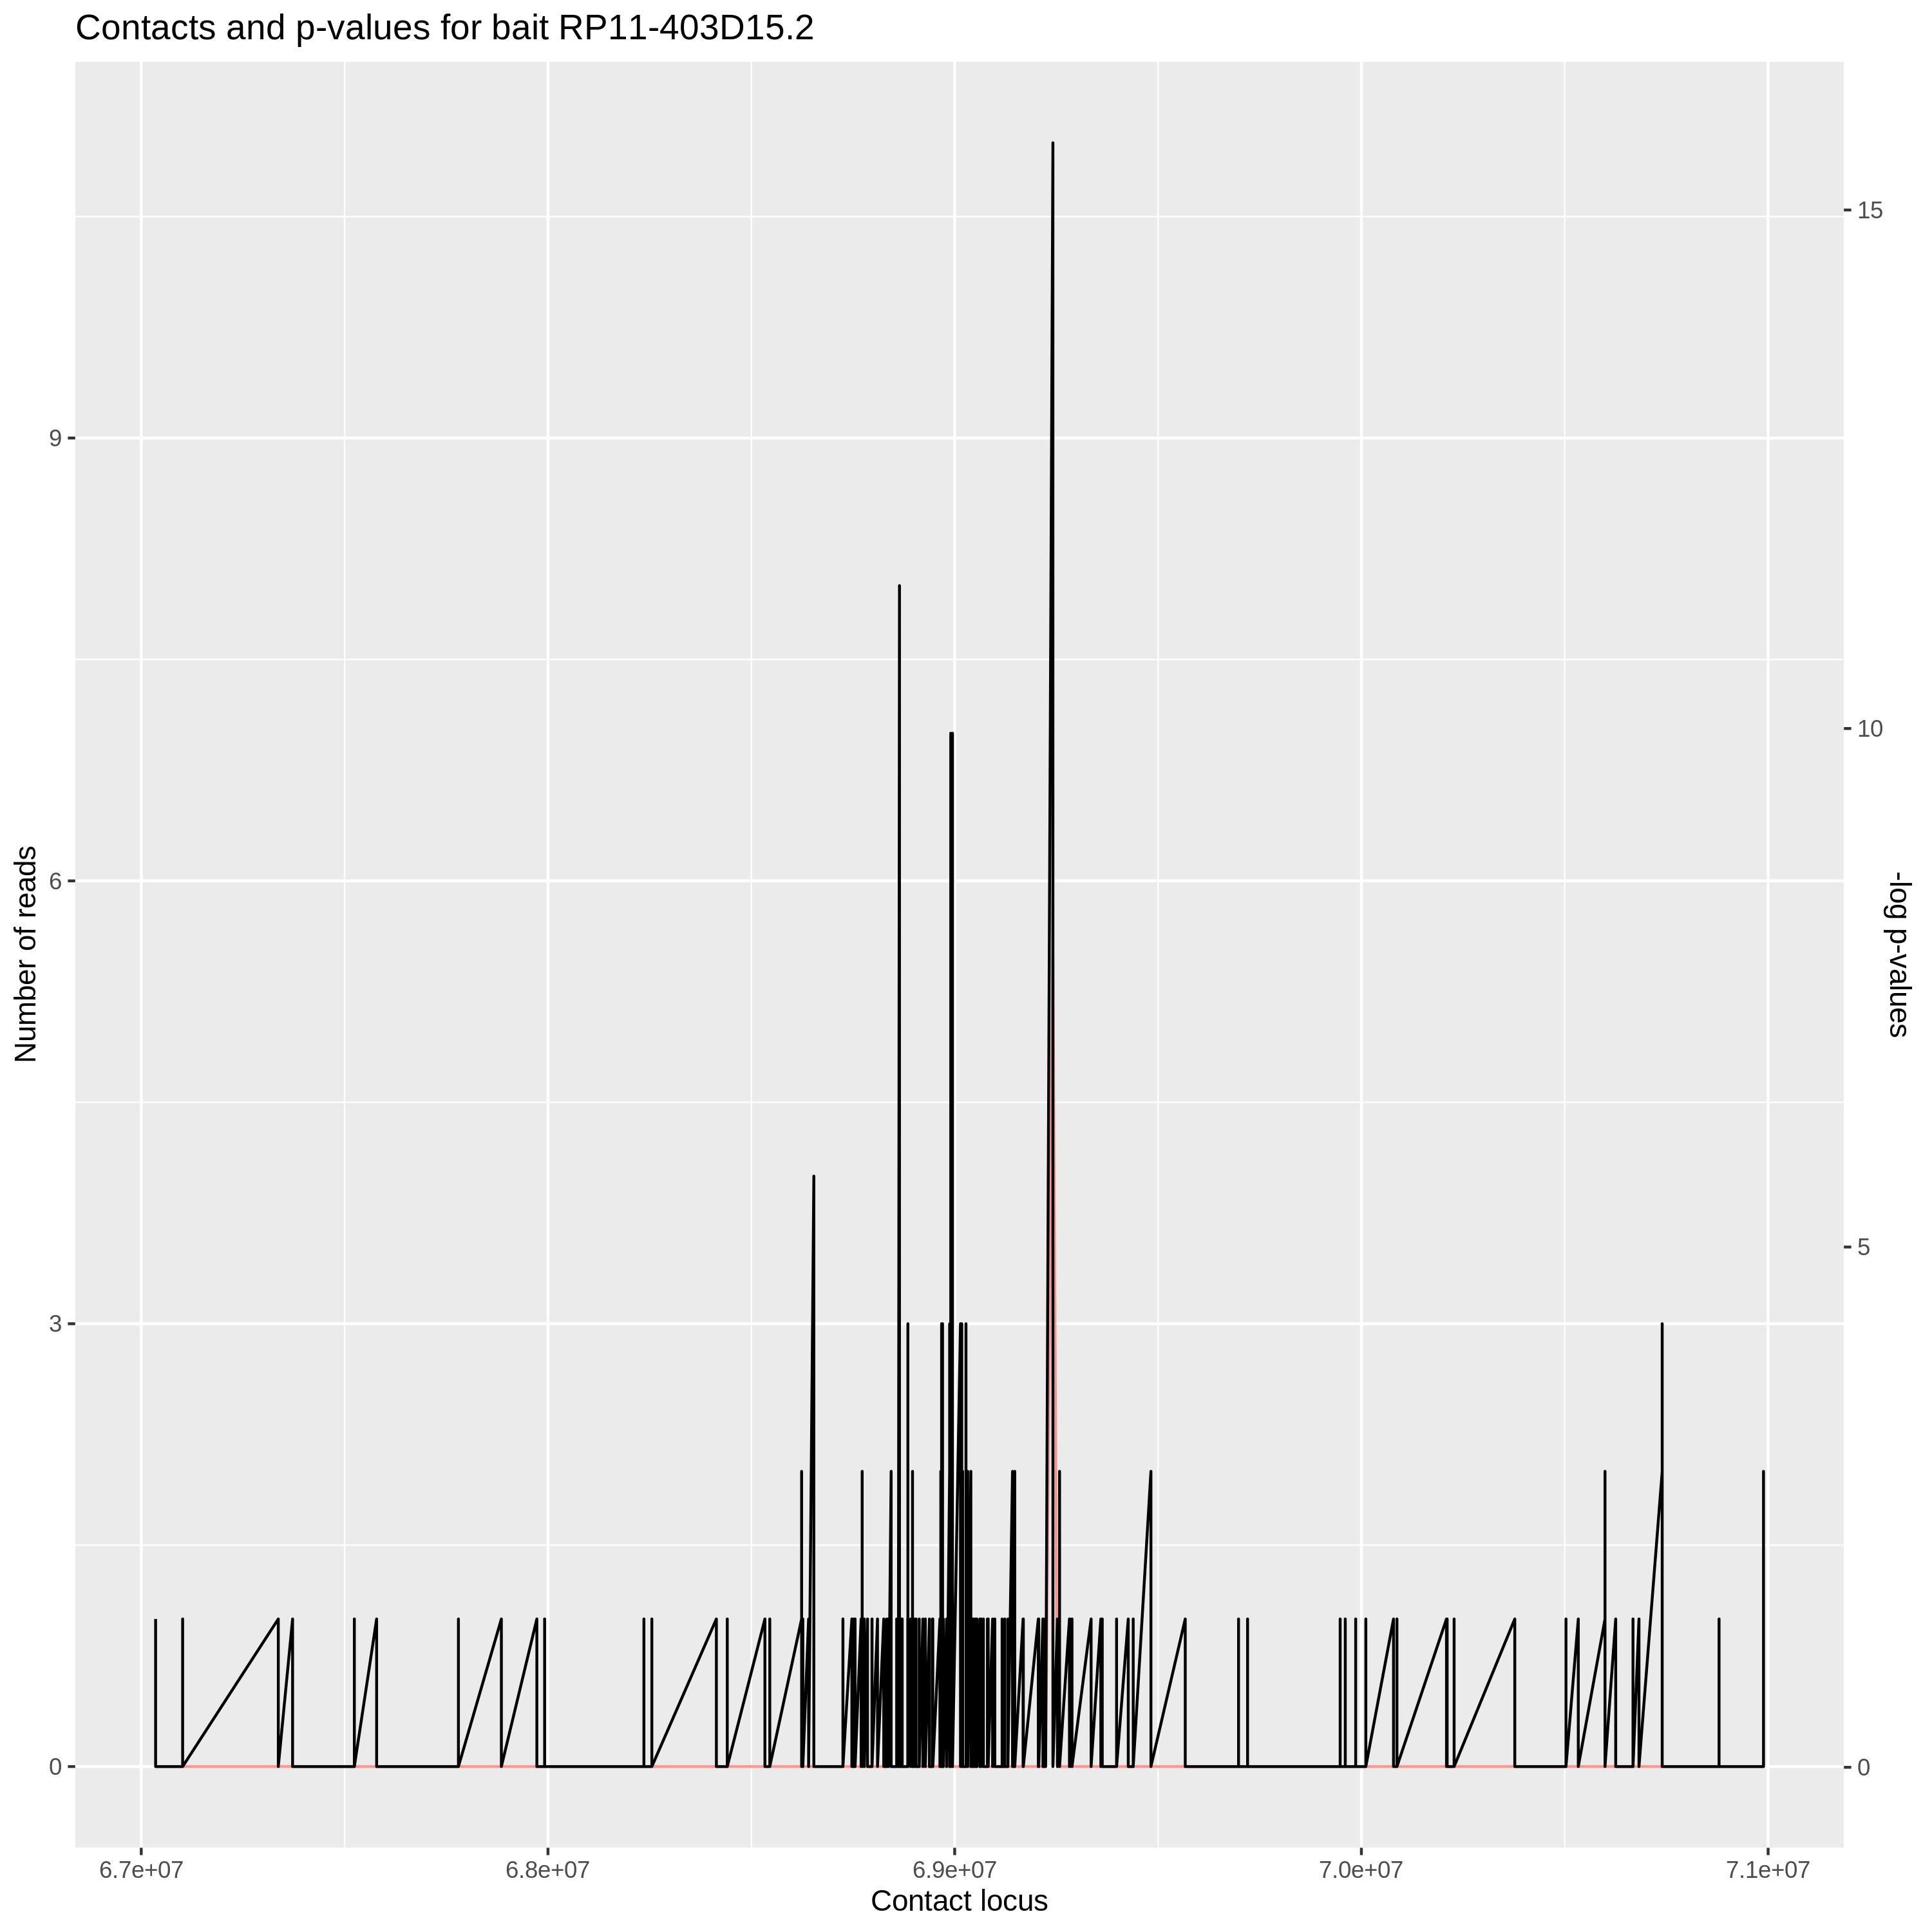 Contacts and p-values for bait RP11-403D15.2
15
9
10
6
Number of reads
-log p-values
5
3
0
0
6.7e+07 6.8e+07 6.9e+07 7.0e+07 7.1e+07
Contact locus